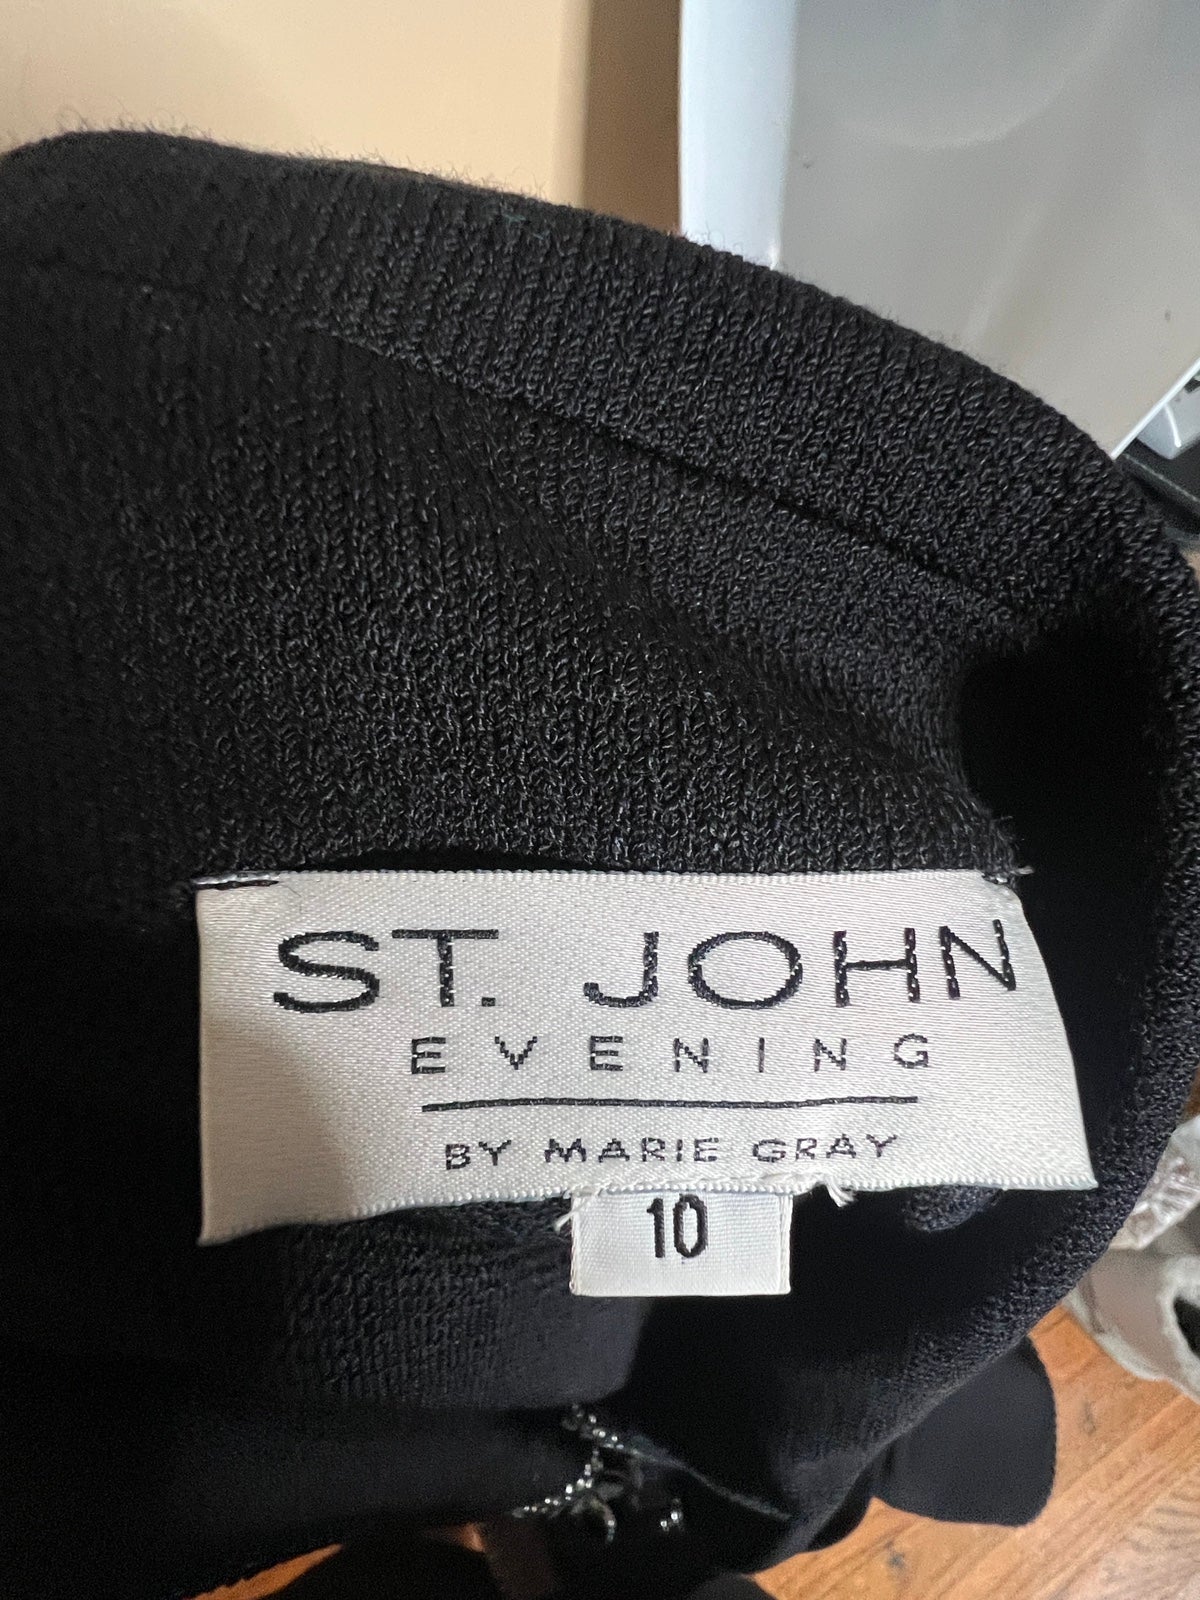 ST. JOHN
EVENING
BY MARIE GRAY
10